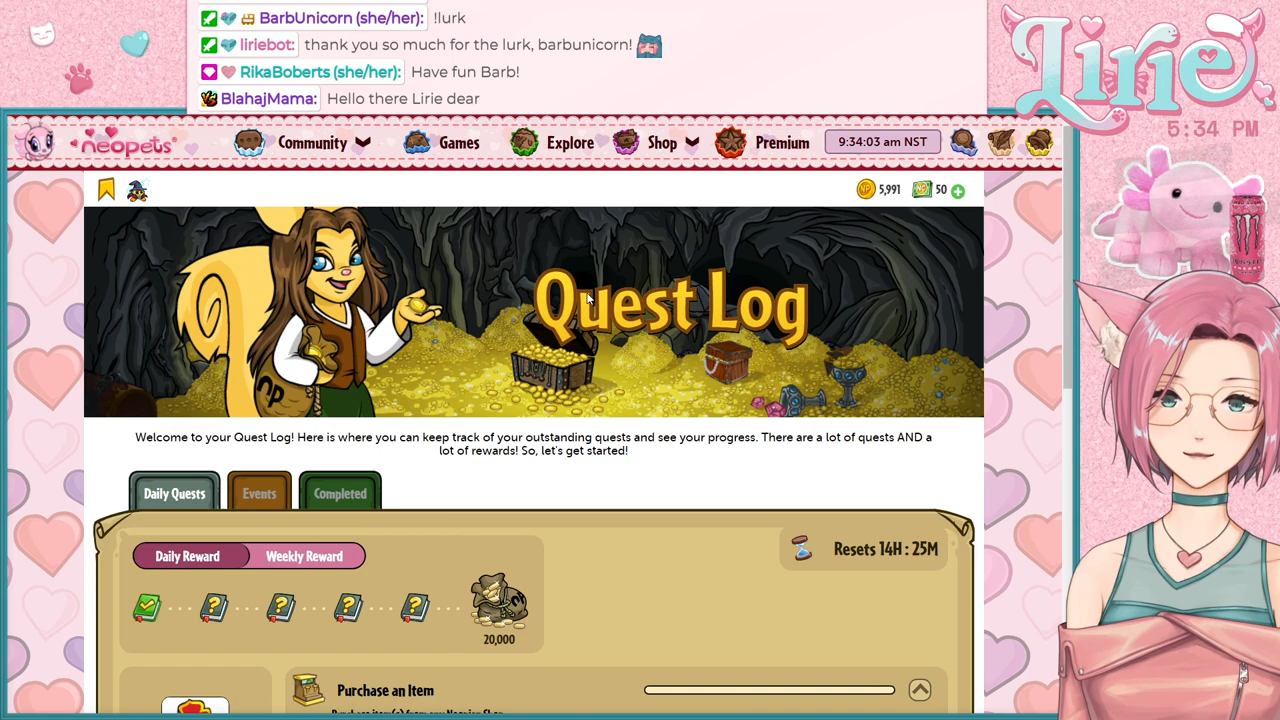 BarbUnicorn (she/her): !lurk
liriebot: thank you so much for the lurk, barbunicorn!
RikaBoberts (she/her): Have fun Barb!
BlahajMama: Hello there Lirie dear
Lirie
5:34 PM
neopets
Community Games Explore Shop Premium 9:34:03 am NST
NP 5,991 50
Quest Log
NP
Welcome to your Quest Log! Here is where you can keep track of your outstanding quests and see your progress. There are a lot of quests AND a
lot of rewards! So, let's get started!
Daily Quests Events Completed
Daily Reward Weekly Reward
Resets 14H : 25M
20,000
Purchase an Item